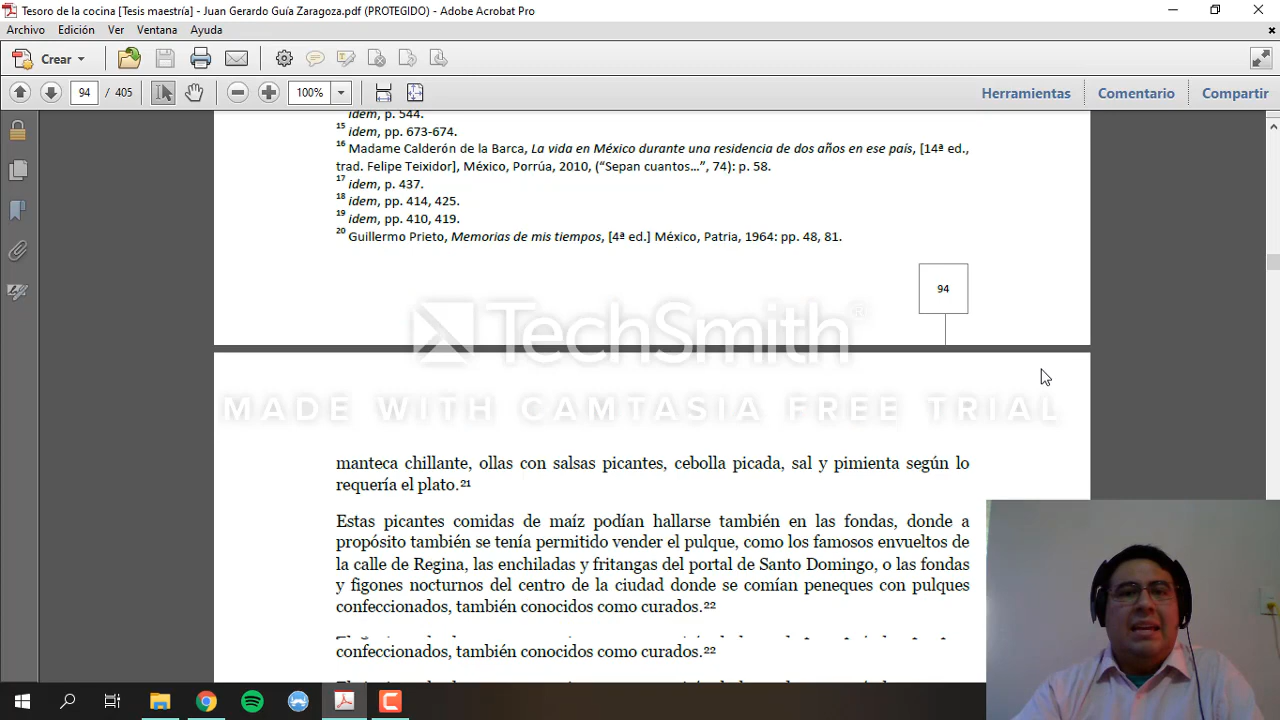 Tesoro de la cocina [Tesis maestría] - Juan Gerardo Guía Zaragoza.pdf (PROTEGIDO) - Adobe Acrobat Pro
Archivo Edición Ver Ventana Ayuda
Crear
94 / 405 100% Herramientas Comentario Compartir
idem, p. 544.
15 idem, pp. 673-674.
16 Madame Calderón de la Barca, La vida en México durante una residencia de dos años en ese país, [14ª ed.,
trad. Felipe Teixidor], México, Porrúa, 2010, (“Sepan cuantos…”, 74): p. 58.
17 idem, p. 437.
18 idem, pp. 414, 425.
19 idem, pp. 410, 419.
20 Guillermo Prieto, Memorias de mis tiempos, [4ª ed.] México, Patria, 1964: pp. 48, 81.
94
TechSmith®
MADE WITH CAMTASIA FREE TRIAL
manteca chillante, ollas con salsas picantes, cebolla picada, sal y pimienta según lo
requería el plato.21
Estas picantes comidas de maíz podían hallarse también en las fondas, donde a
propósito también se tenía permitido vender el pulque, como los famosos envueltos de
la calle de Regina, las enchiladas y fritangas del portal de Santo Domingo, o las fondas
y figones nocturnos del centro de la ciudad donde se comían peneques con pulques
confeccionados, también conocidos como curados.22
confeccionados, también conocidos como curados.22